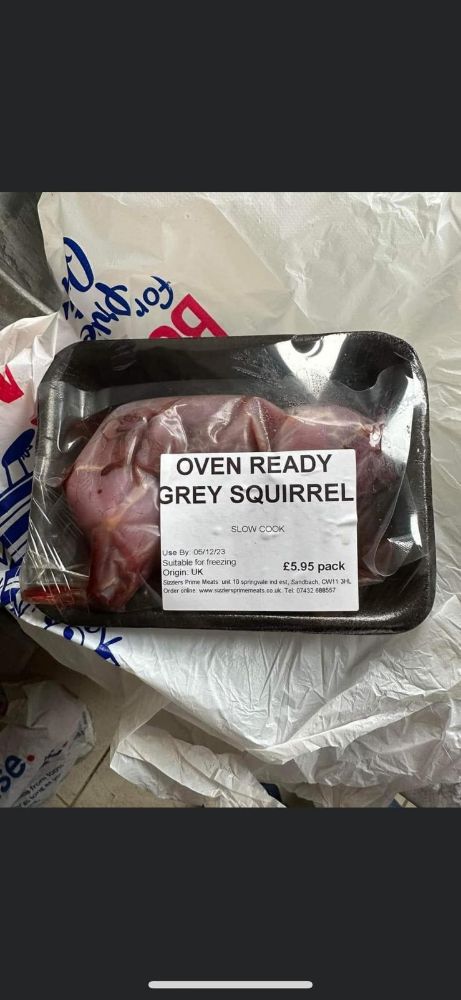 for
OVEN READY
GREY SQUIRREL
SLOW COOK
Use By: 05/12/23
Suitable for freezing
Origin: UK
£5.95 pack
Sizzlers Prime Meats unit 10 springvale ind est, Sandbach, CW11 3HL
Order online www.sizzlersprimemeats.co.uk Tel: 07432 688557
se.